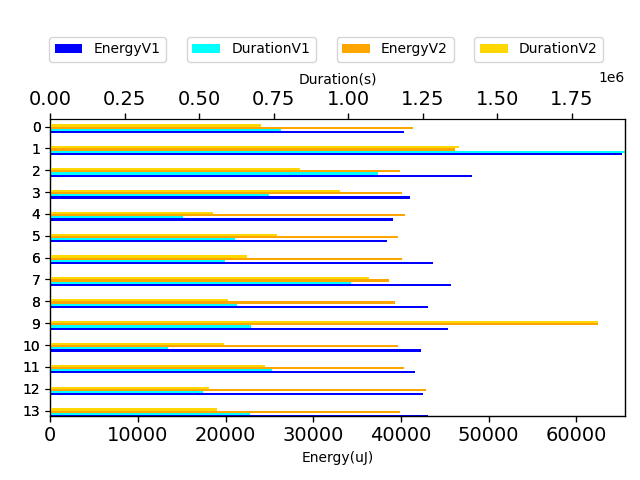 EnergyV1 DurationV1 EnergyV2 DurationV2
Duration(s)
1e6
0.00 0.25 0.50 0.75 1.00 1.25 1.50 1.75
0
1
2
3
4
5
6
7
8
9
10
11
12
13
0 10000 20000 30000 40000 50000 60000
Energy(uJ)